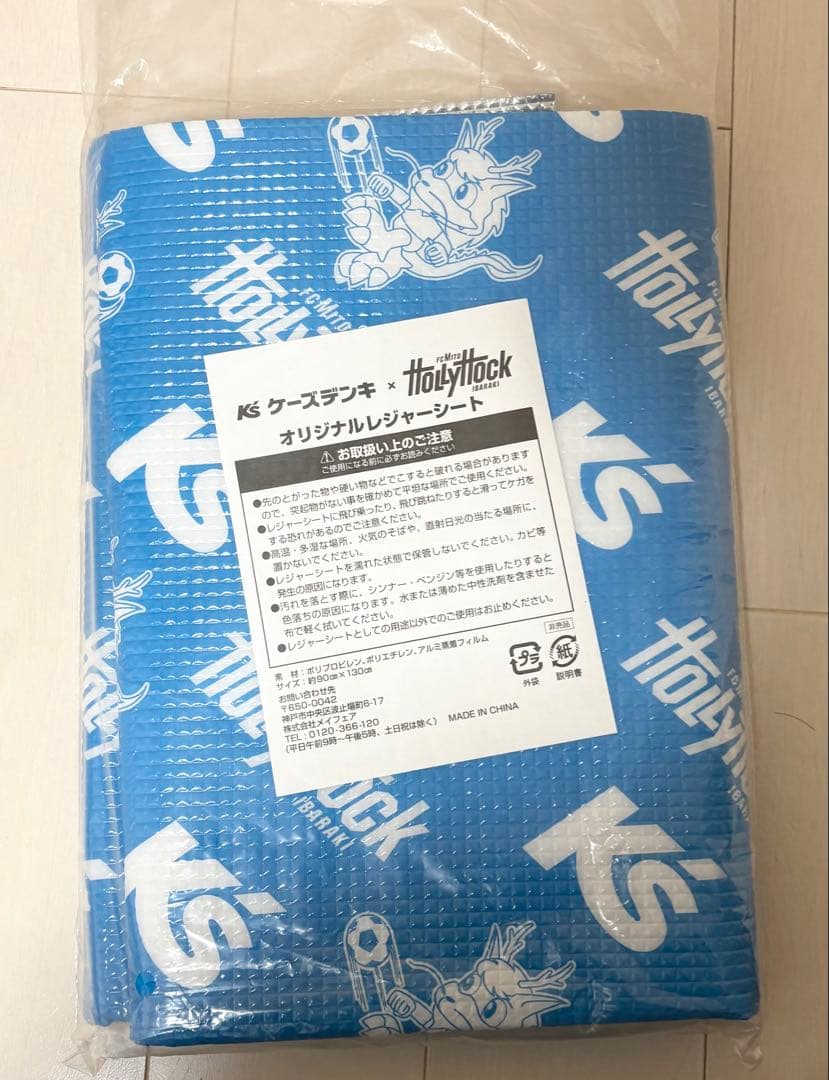 K's
K's
HOLLYHOCK
FC MITO
HOLLYHOCK
IBARAKI
K's ケーズデンキ × FC MITO HOLLYHOCK IBARAKI
オリジナルレジャーシート
⚠ お取扱い上のご注意
ご使用になる前に必ずお読みください
●先のとがった物や硬い物などでこすると破れる場合があります
ので、突起物がない事を確かめて平坦な場所でご使用ください。
●レジャーシートに飛び乗ったり、飛び跳ねたりすると滑ってケガを
する恐れがあるのでご注意ください。
●高温・多湿な場所、火気のそばや、直射日光の当たる場所に、
置かないでください。
●レジャーシートを濡れた状態で保管しないでください。カビ等
発生の原因になります。
●汚れを落とす際に、シンナー・ベンジン等を使用したりすると
色落ちの原因になります。水または薄めた中性洗剤を含ませた
布で軽く拭いてください。
●レジャーシートとしての用途以外でのご使用はお止めください。
非売品
素 材：ポリプロピレン、ポリエチレン、アルミ蒸着フィルム
サイズ：約90㎝×130㎝
お問い合わせ先
〒650-0042
神戸市中央区波止場町6-17
株式会社メイフェア
TEL：0120-366-120
（平日午前9時～午後5時、土日祝は除く） MADE IN CHINA
プラ
外袋
紙
説明書
K's
K's
FC MITO
HOLLYHOCK
IBARAKI
HOCK
IBARAKI
K's
K's